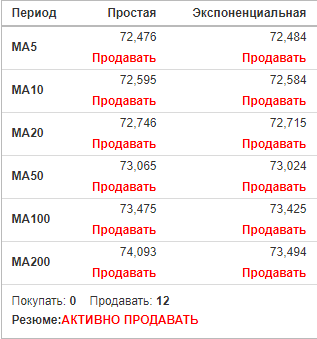 Период Простая Экспоненциальная
MA5 72,476 72,484
Продавать Продавать
MA10 72,595 72,584
Продавать Продавать
MA20 72,746 72,715
Продавать Продавать
MA50 73,065 73,024
Продавать Продавать
MA100 73,475 73,425
Продавать Продавать
MA200 74,093 73,494
Продавать Продавать
Покупать: 0 Продавать: 12
Резюме:АКТИВНО ПРОДАВАТЬ